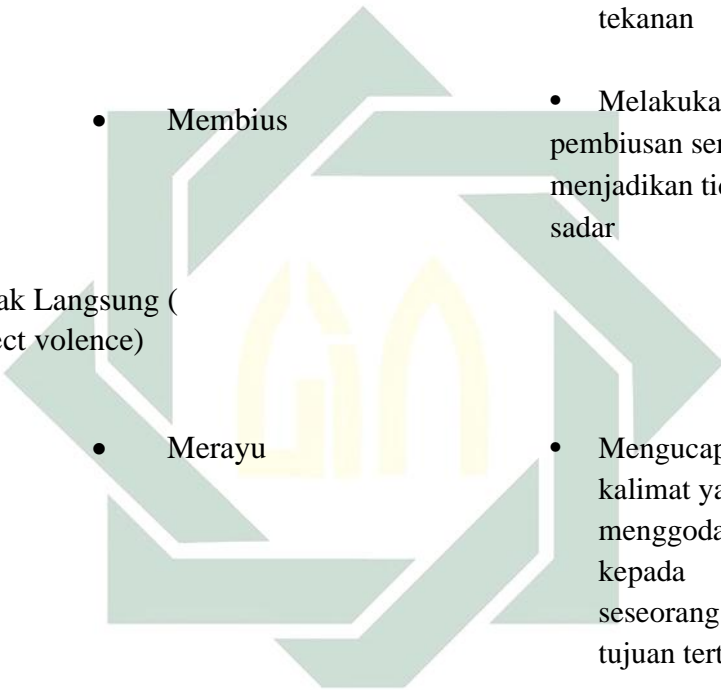 tekanan
• Membius
• Melakuka
pembiusan se
menjadikan ti
sadar
ak Langsung (
ect volence)
• Merayu
• Mengucap
kalimat ya
menggoda
kepada
seseorang
tujuan tert